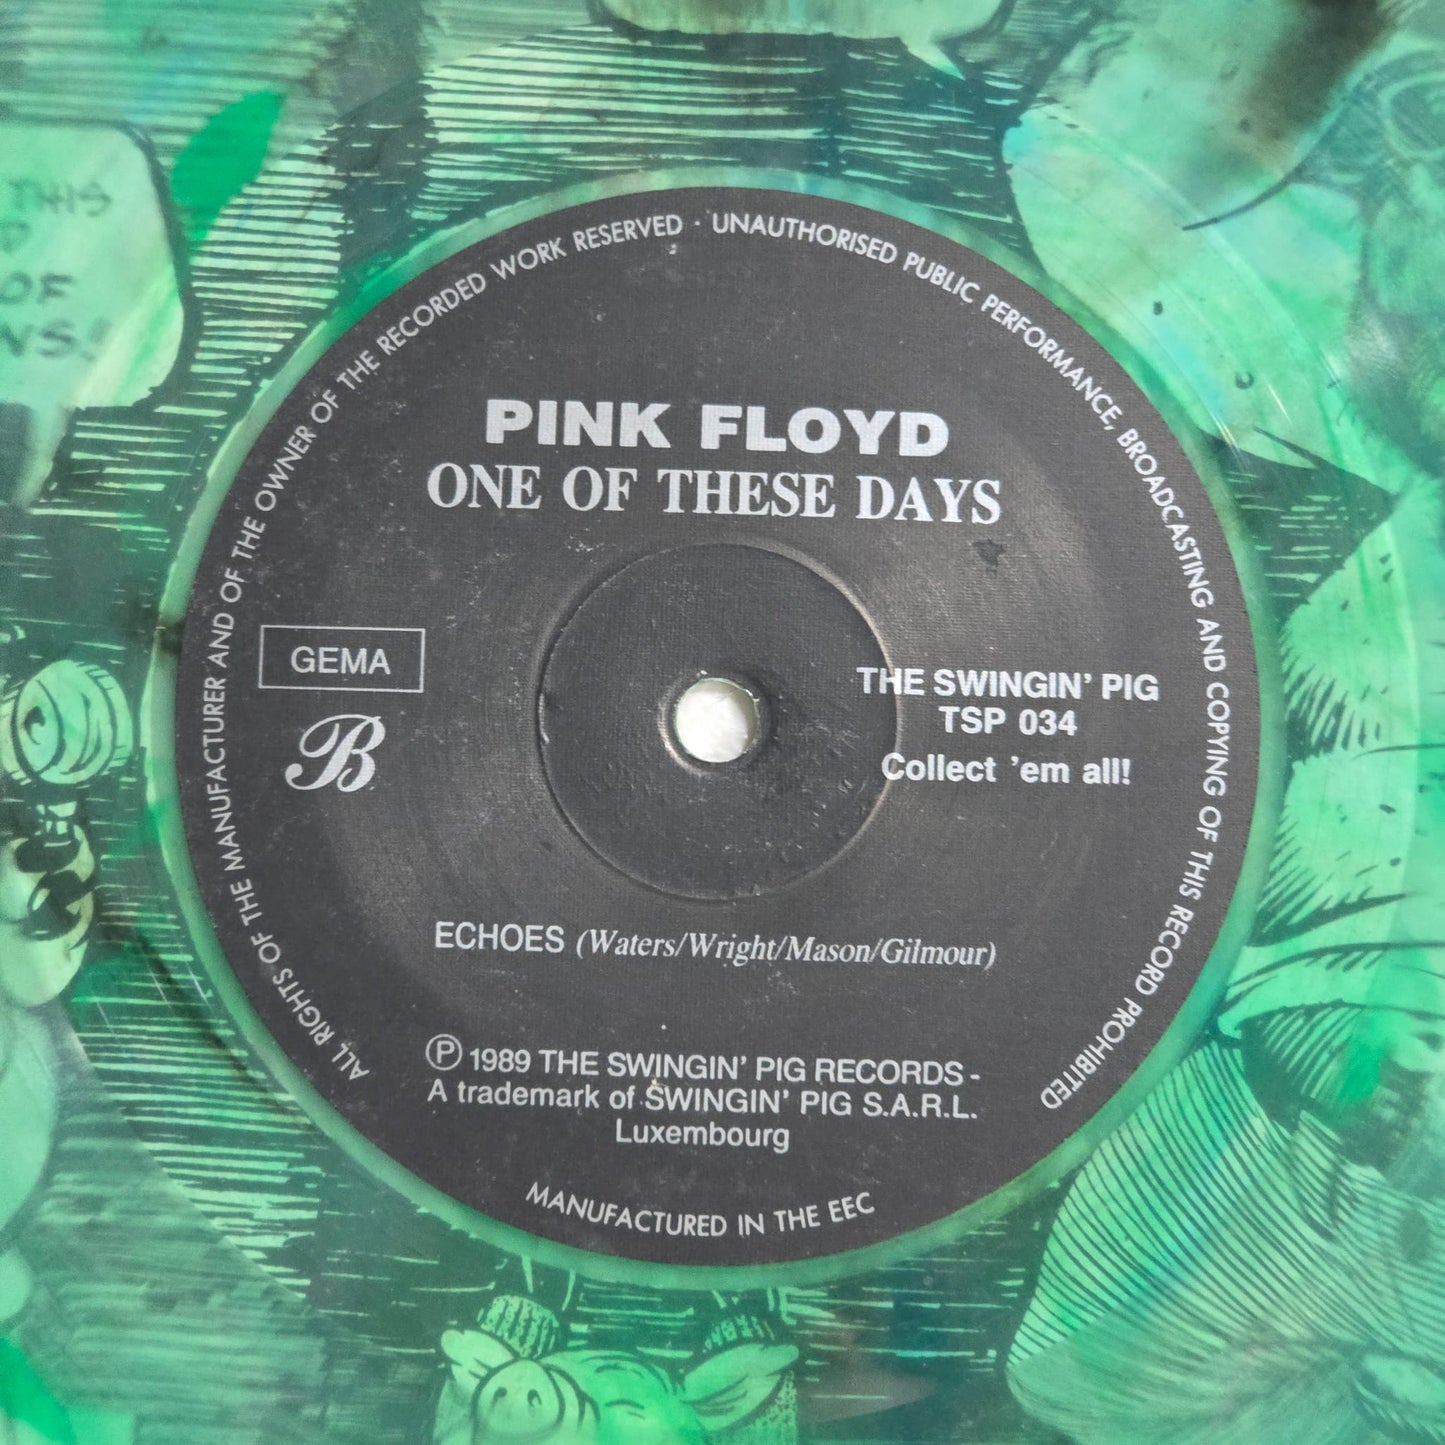 THIS
OF
ALL RIGHTS OF THE MANUFACTURER AND OF THE OWNER OF THE RECORDED WORK RESERVED · UNAUTHORISED PUBLIC PERFORMANCE, BROADCASTING AND COPYING OF THIS RECORD PROHIBITED
PINK FLOYD
ONE OF THESE DAYS
GEMA
B
THE SWINGIN' PIG
TSP 034
Collect 'em all!
ECHOES (Waters/Wright/Mason/Gilmour)
Ⓟ 1989 THE SWINGIN' PIG RECORDS -
A trademark of SWINGIN' PIG S.A.R.L.
Luxembourg
MANUFACTURED IN THE EEC